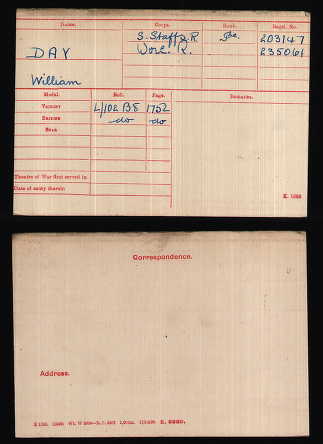 Name. Corps. Rank. Regtl. No.
DAY S. Staff. R Pte. 203147
William Worc. R. 235061
Medal. Roll. Page. Remarks.
Victory L/102 B8 1752
British do do
Star
Theatre of War first served in
Date of entry therein
K. 1380
Correspondence.
Address.